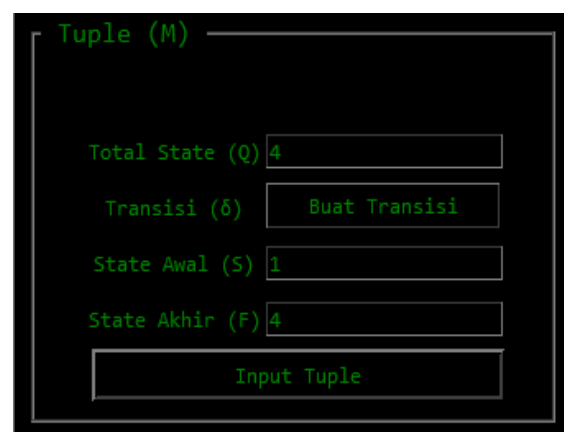 Tuple (M)
Total State (Q) 4
Transisi (δ) Buat Transisi
State Awal (S) 1
State Akhir (F) 4
Input Tuple